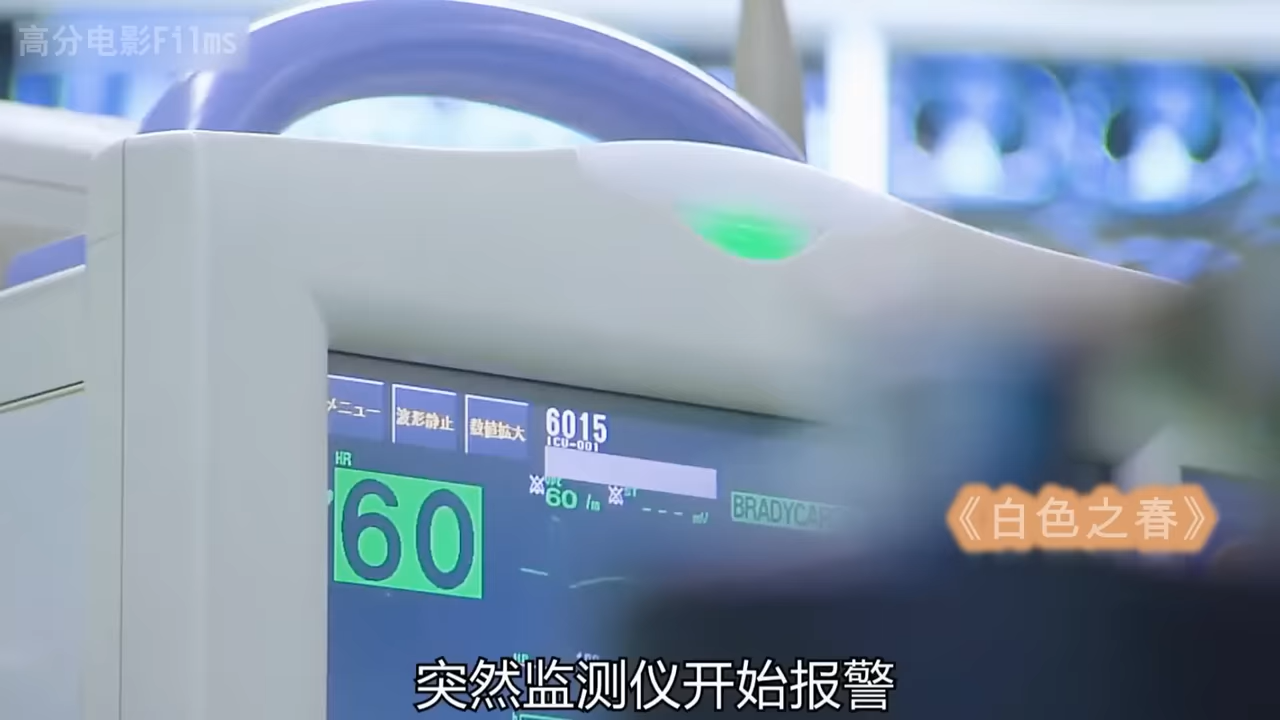 高分电影Films
メニュー
波形静止
数値拡大
6015
ICU-001
HR
60
60 /m
ST
--- mV
BRADYCAR
《白色之春》
突然监测仪开始报警